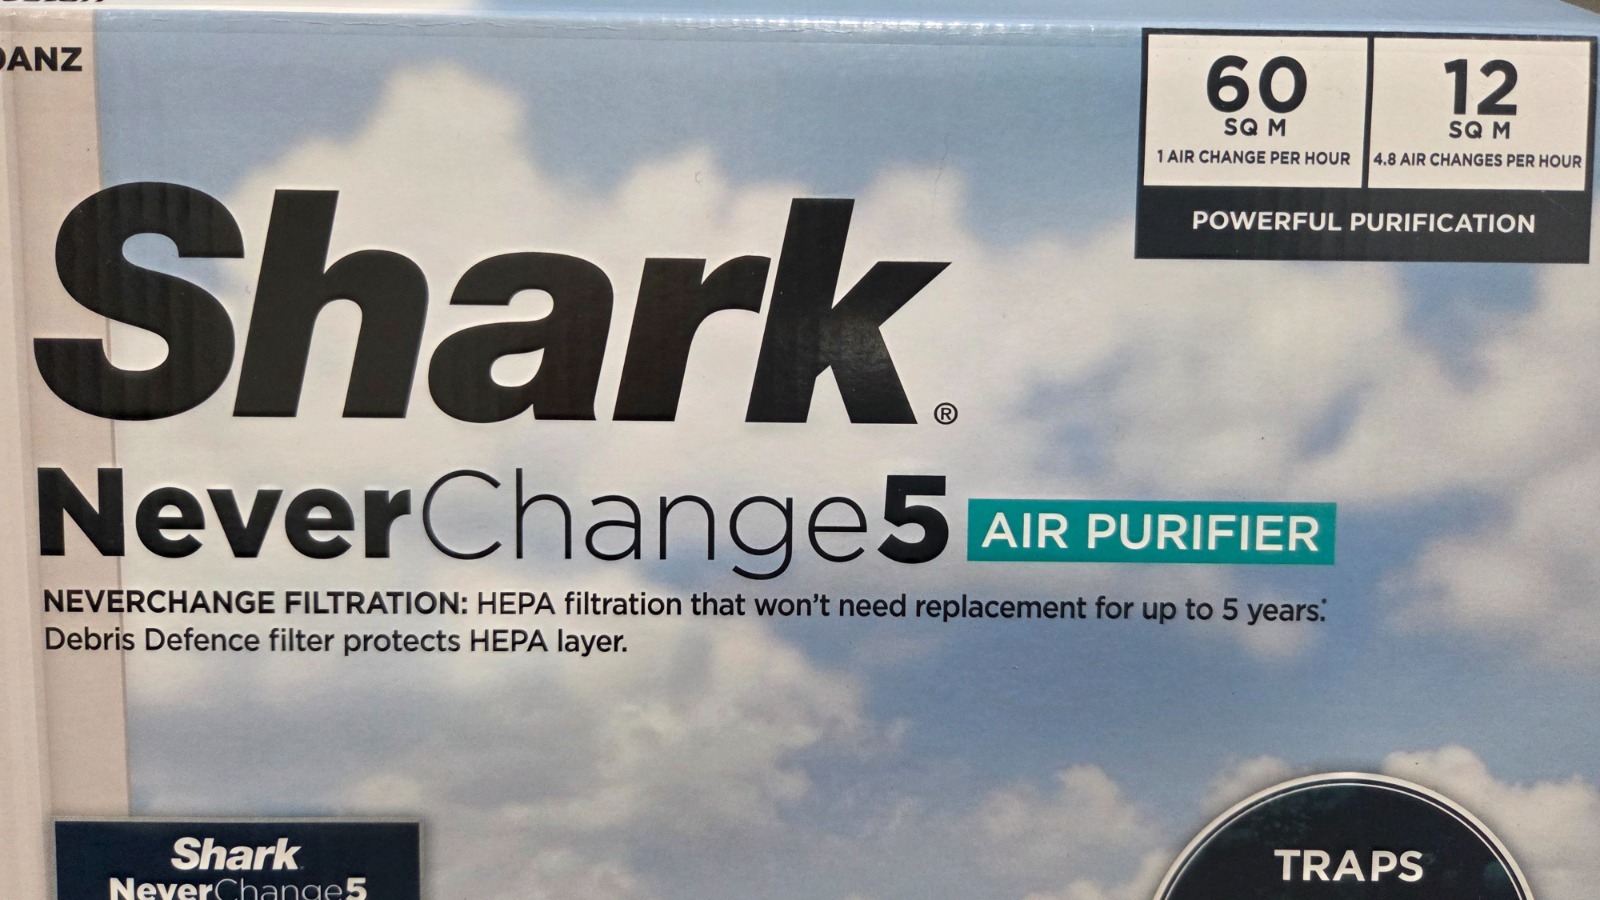 ANZ
60
SQ M
1 AIR CHANGE PER HOUR
12
SQ M
4.8 AIR CHANGES PER HOUR
POWERFUL PURIFICATION
Shark®
NeverChange5 AIR PURIFIER
NEVERCHANGE FILTRATION: HEPA filtration that won't need replacement for up to 5 years.*
Debris Defence filter protects HEPA layer.
Shark
NeverChange5
TRAPS